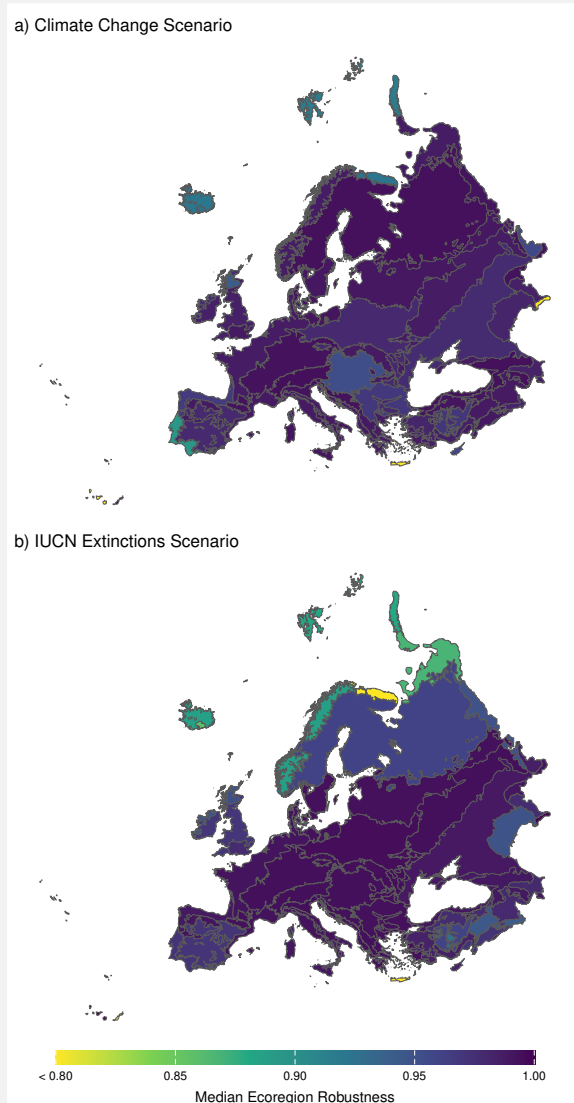 a) Climate Change Scenario
b) IUCN Extinctions Scenario
< 0.80 0.85 0.90 0.95 1.00
Median Ecoregion Robustness